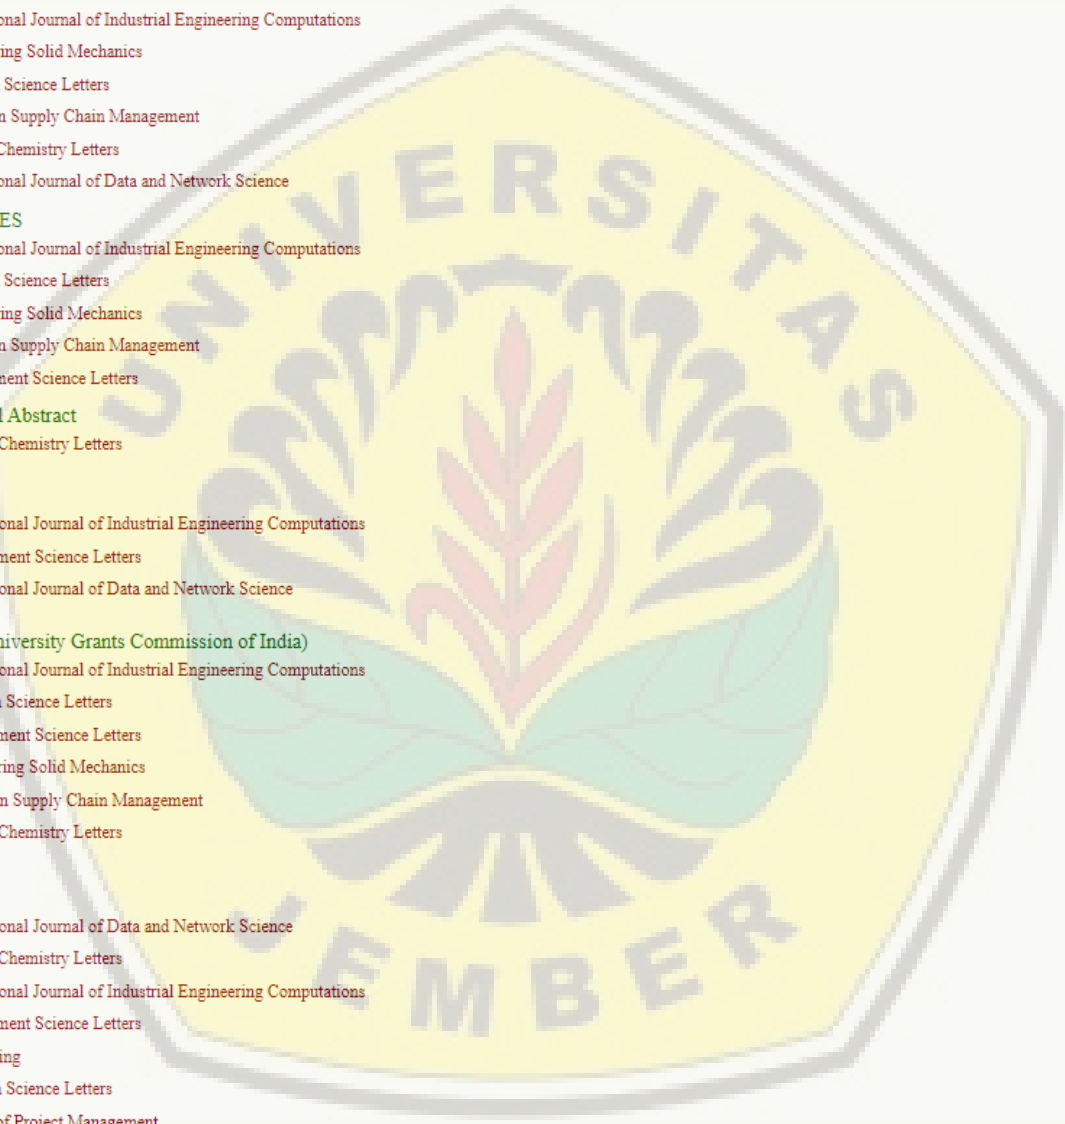 onal Journal of Industrial Engineering Computations
ing Solid Mechanics
Science Letters
n Supply Chain Management
Chemistry Letters
onal Journal of Data and Network Science
ES
onal Journal of Industrial Engineering Computations
Science Letters
ing Solid Mechanics
n Supply Chain Management
ment Science Letters
l Abstract
Chemistry Letters
onal Journal of Industrial Engineering Computations
ment Science Letters
onal Journal of Data and Network Science
niversity Grants Commission of India)
onal Journal of Industrial Engineering Computations
n Science Letters
ment Science Letters
ring Solid Mechanics
n Supply Chain Management
Chemistry Letters
onal Journal of Data and Network Science
Chemistry Letters
onal Journal of Industrial Engineering Computations
ment Science Letters
ing
n Science Letters
of Project Management
UNIVERSITAS
JEMBER